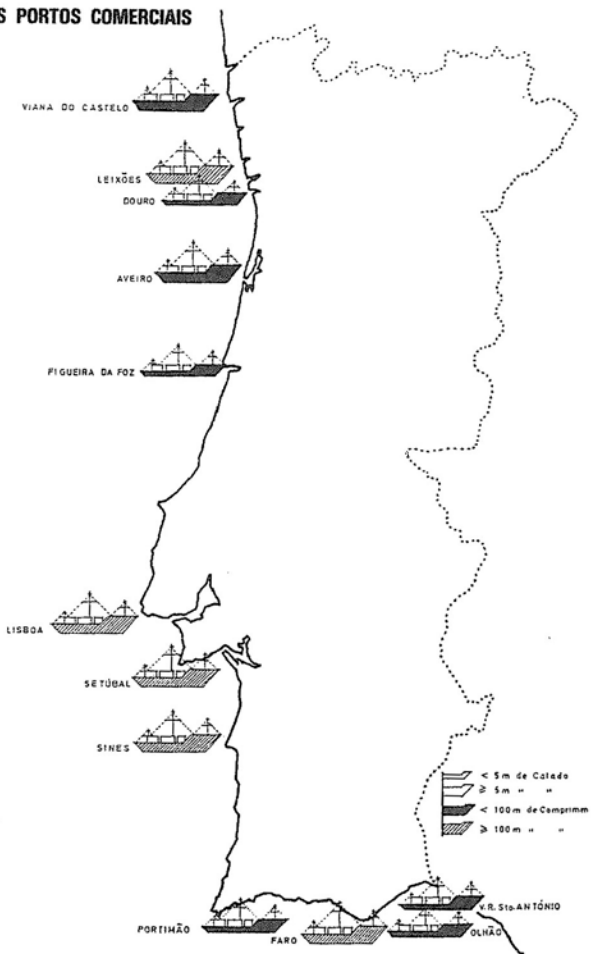 S PORTOS COMERCIAIS
VIANA DO CASTELO
LEIXÕES
DOURO
AVEIRO
FIGUEIRA DA FOZ
LISBOA
SETÚBAL
SINES
< 5m de Calado
≥ 5m " "
< 100m de Comprimm
≥ 100m " "
V.R. Sto. ANTÓNIO
PORTIMÃO
FARO
OLHÃO